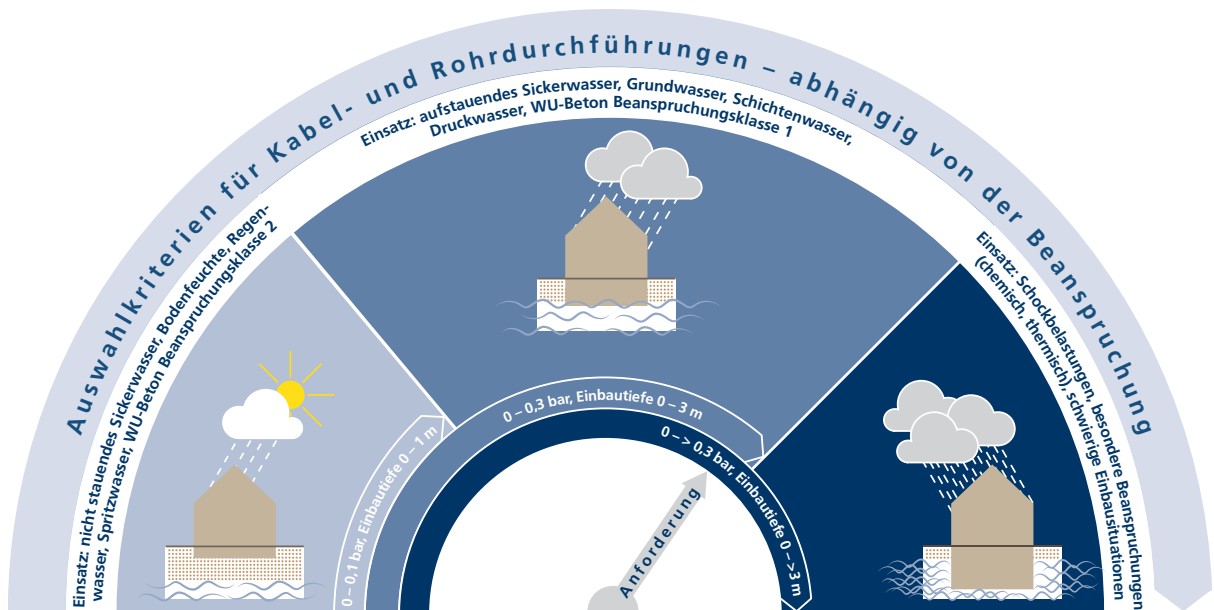 Auswahlkriterien für Kabel- und Rohrdurchführungen – abhängig von der Beanspruchung
Einsatz: nicht stauendes Sickerwasser, Bodenfeuchte, Regen-
wasser, Spritzwasser, WU-Beton Beanspruchungsklasse 2
Einsatz: aufstauendes Sickerwasser, Grundwasser, Schichtenwasser,
Druckwasser, WU-Beton Beanspruchungsklasse 1
Einsatz: Schockbelastungen, besondere Beanspruchungen
(chemisch, thermisch), schwierige Einbausituationen
0 – 0,1 bar, Einbautiefe 0 – 1 m
0 – 0,3 bar, Einbautiefe 0 – 3 m
0 – > 0,3 bar, Einbautiefe 0 – >3 m
Anforderung